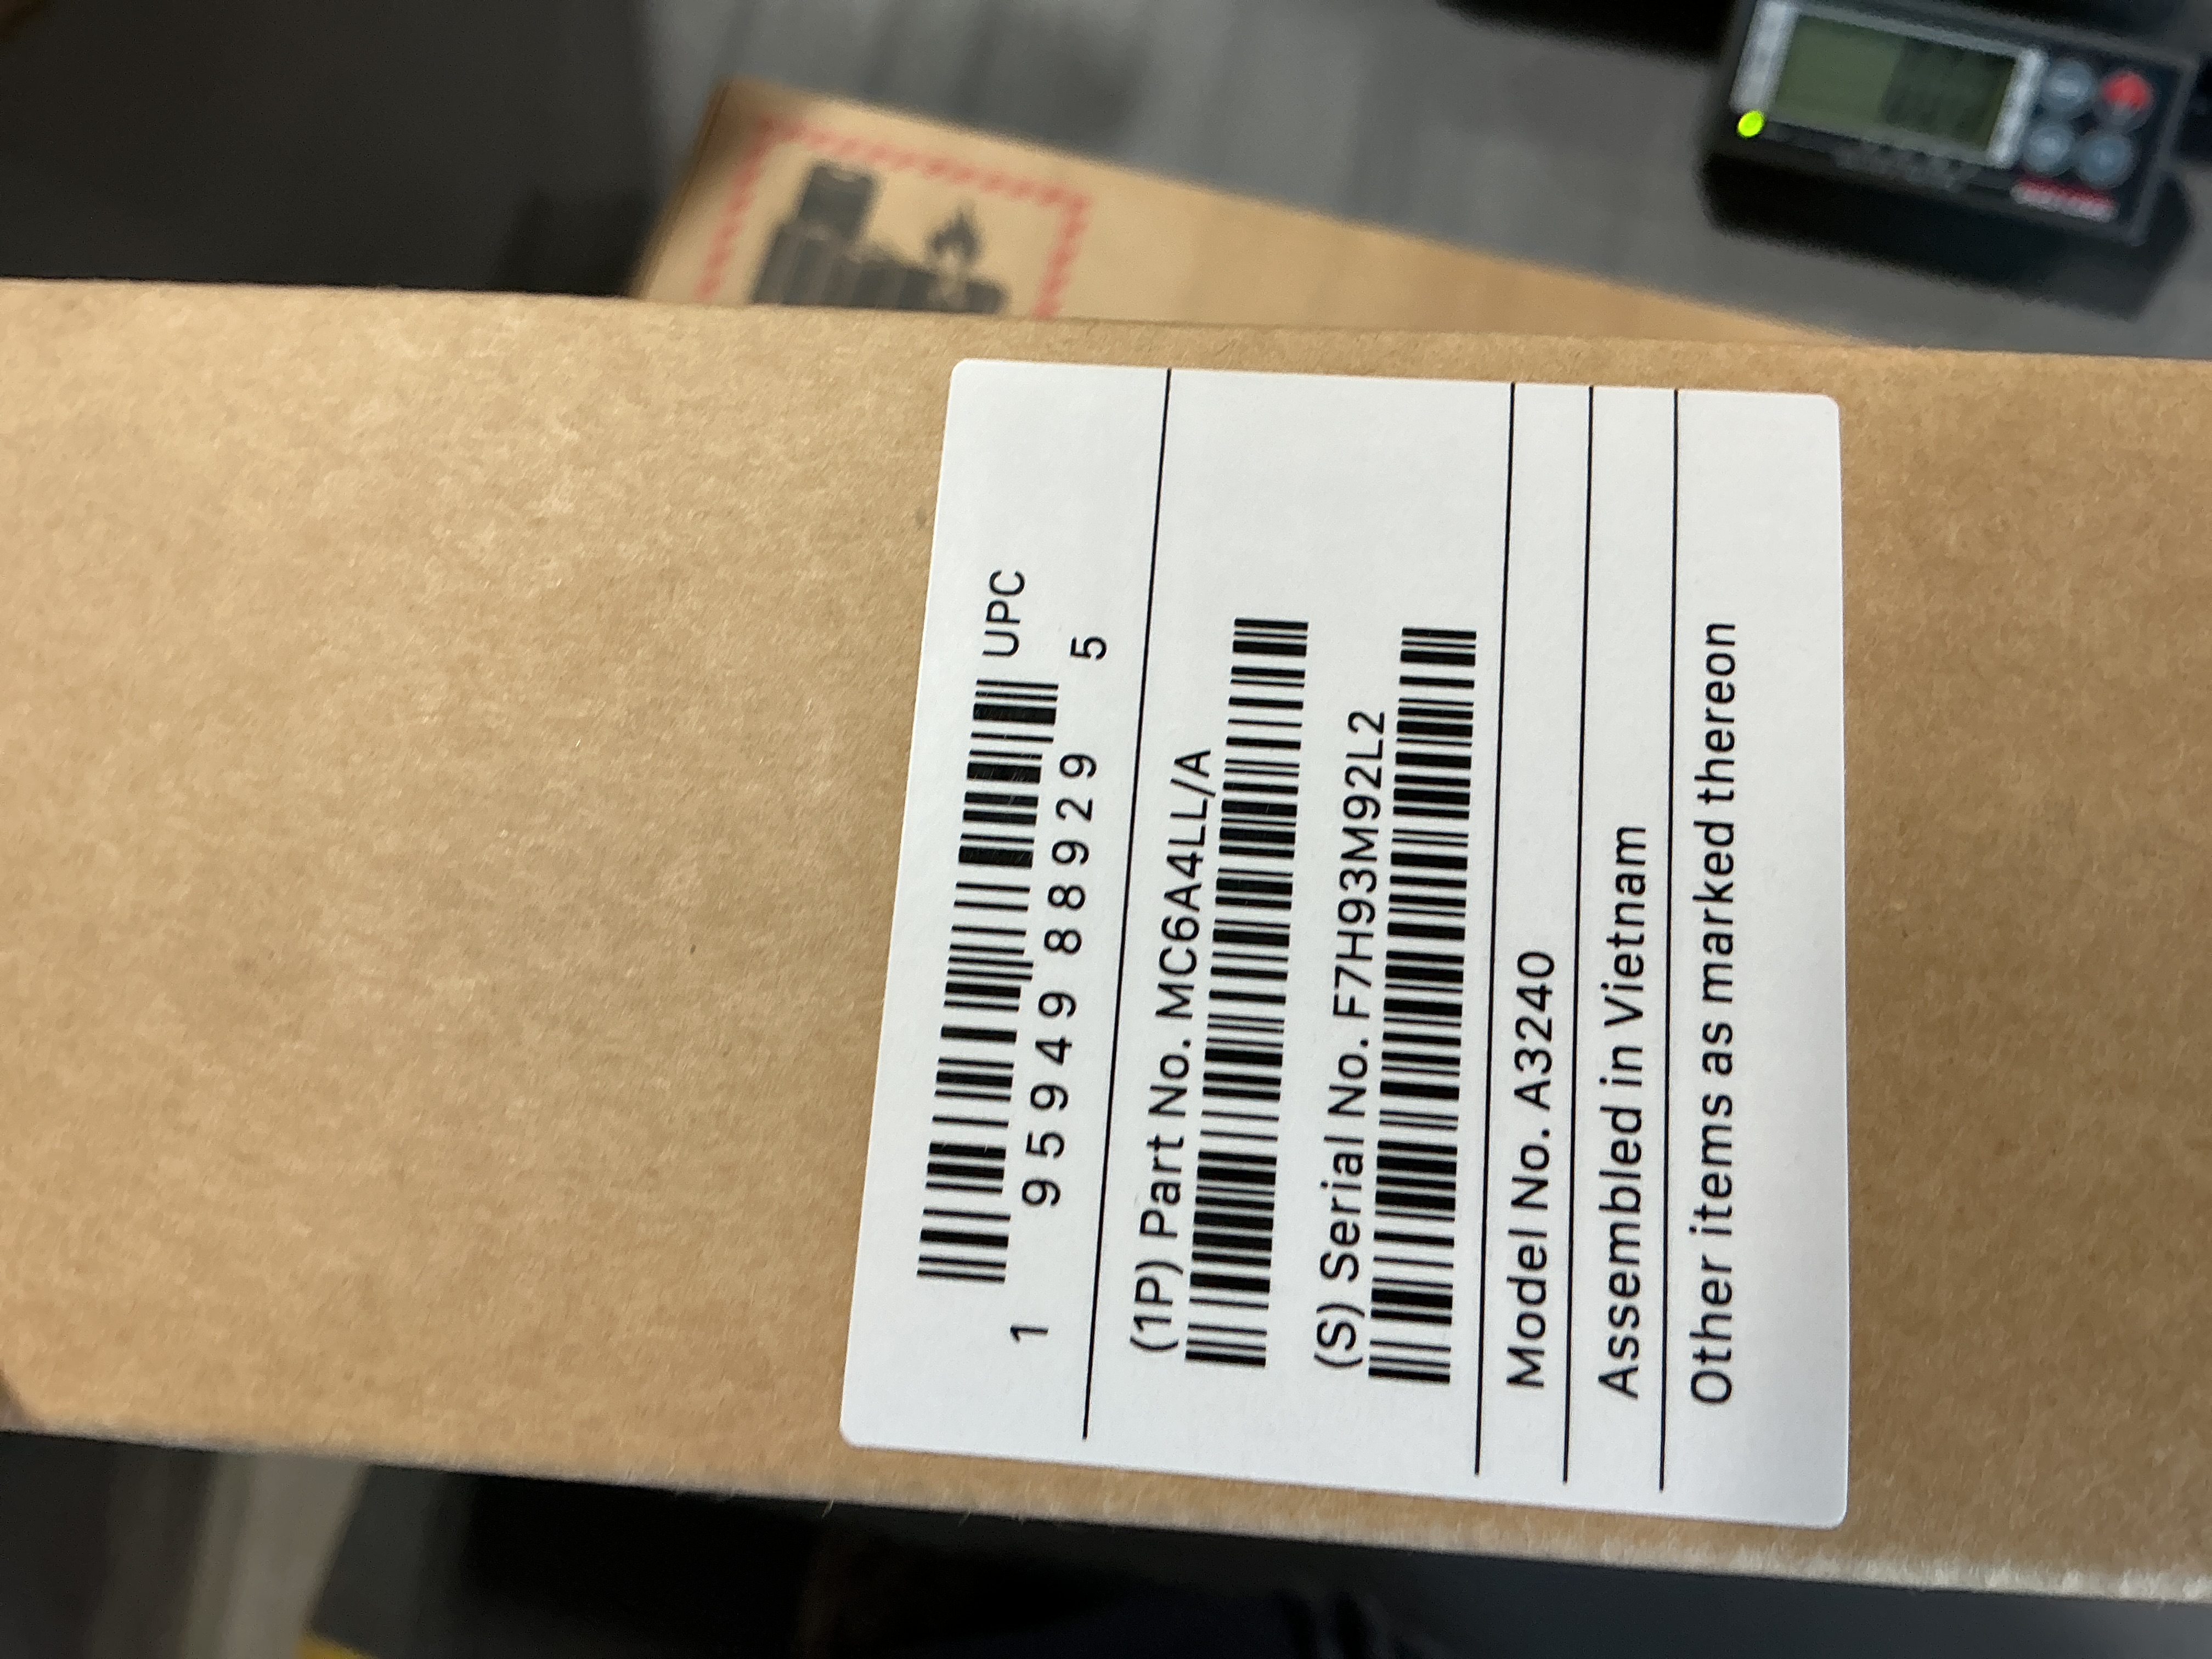 UPC
1 95949 88929 5
(1P) Part No. MC6A4LL/A
(S) Serial No. F7H93M92L2
Model No. A3240
Assembled in Vietnam
Other items as marked thereon